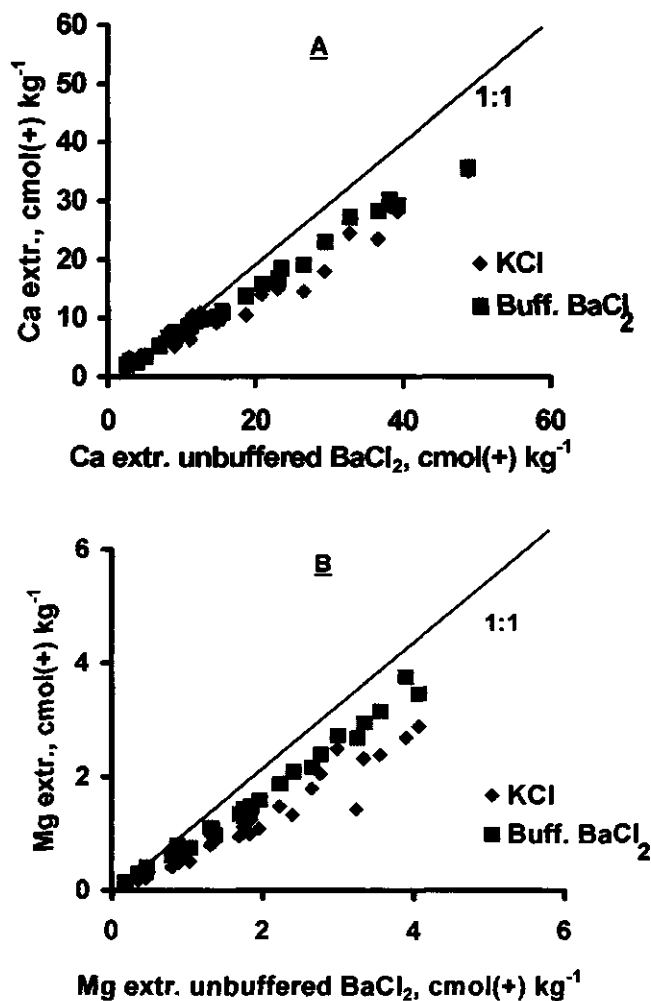 A
60
50
40
30
20
10
0
Ca extr., cmol(+) kg⁻¹
1:1
KCl
Buff. BaCl₂
0 20 40 60
Ca extr. unbuffered BaCl₂, cmol(+) kg⁻¹
B
6
4
2
0
Mg extr., cmol(+) kg⁻¹
1:1
KCl
Buff. BaCl₂
0 2 4 6
Mg extr. unbuffered BaCl₂, cmol(+) kg⁻¹